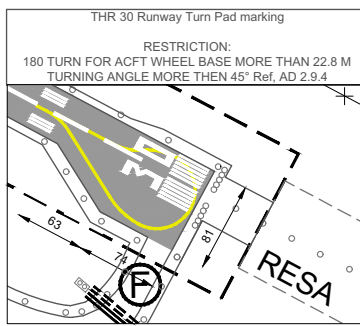 THR 30 Runway Turn Pad marking
RESTRICTION:
180 TURN FOR ACFT WHEEL BASE MORE THAN 22.8 M
TURNING ANGLE MORE THEN 45° Ref, AD 2.9.4
30
63
74
F
81
RESA